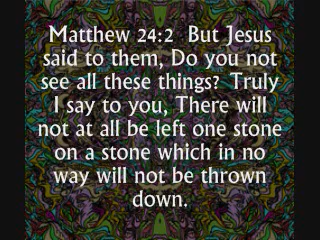 Matthew 24:2  But Jesus
said to them, Do you not
see all these things?  Truly
I say to you, There will
not at all be left one stone
on a stone which in no
way will not be thrown
down.